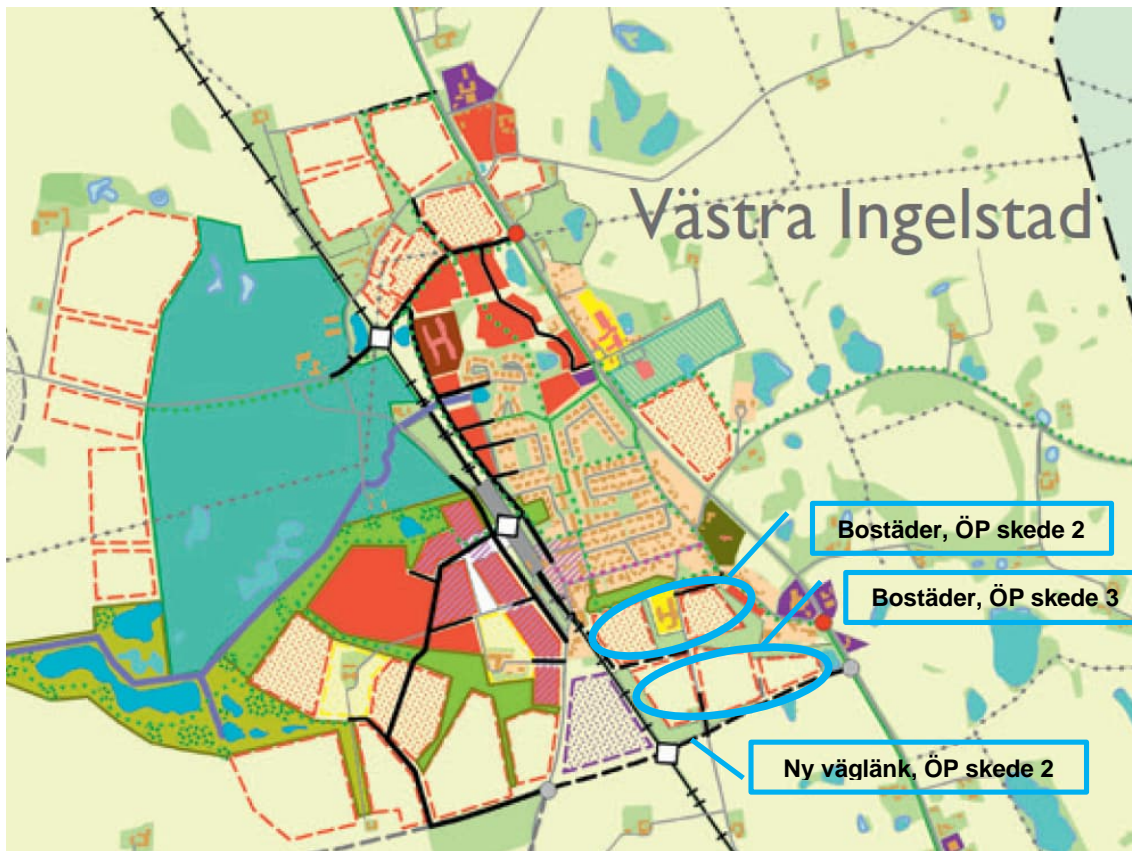 Västra Ingelstad
H
Bostäder, ÖP skede 2
Bostäder, ÖP skede 3
Ny väglänk, ÖP skede 2